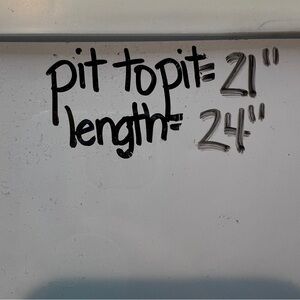 pit to pit= 21"
length= 24"